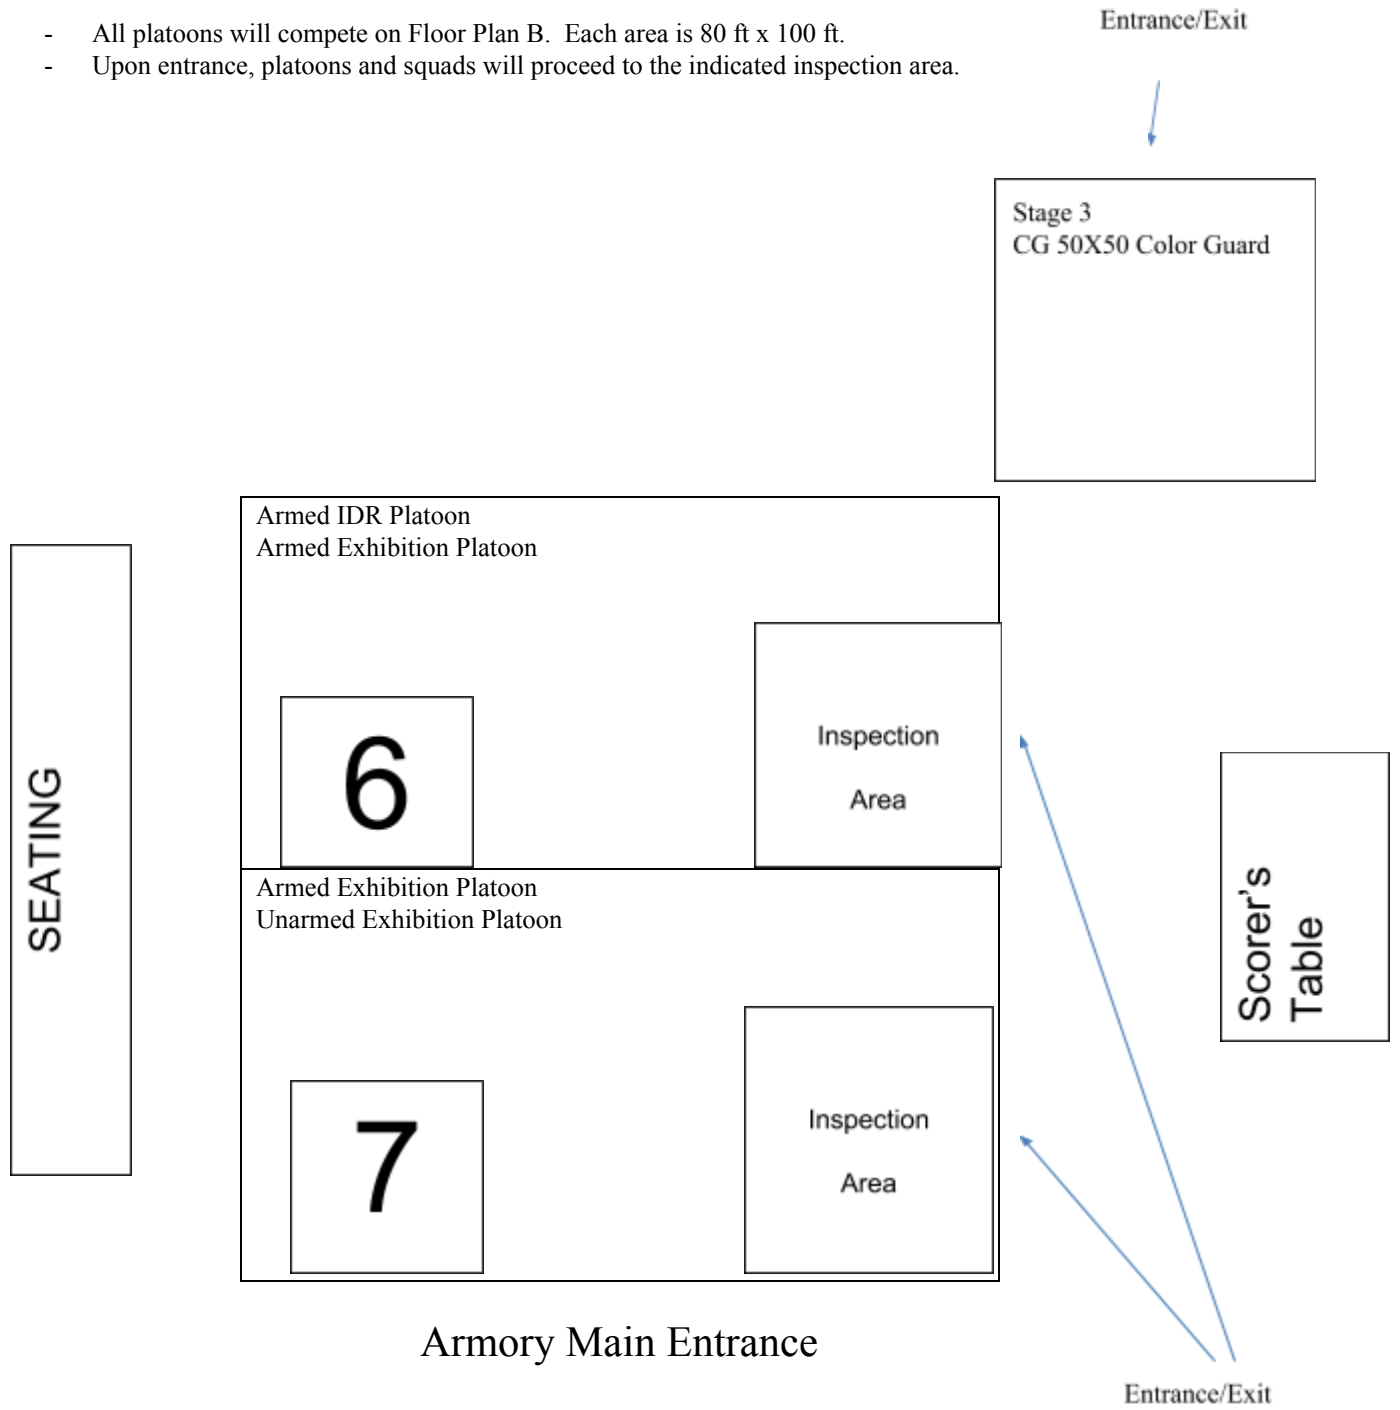 - All platoons will compete on Floor Plan B. Each area is 80 ft x 100 ft.
- Upon entrance, platoons and squads will proceed to the indicated inspection area.
Entrance/Exit
Stage 3
CG 50X50 Color Guard
Armed IDR Platoon
Armed Exhibition Platoon
6
Inspection
Area
SEATING
Armed Exhibition Platoon
Unarmed Exhibition Platoon
7
Inspection
Area
Scorer's
Table
Armory Main Entrance
Entrance/Exit